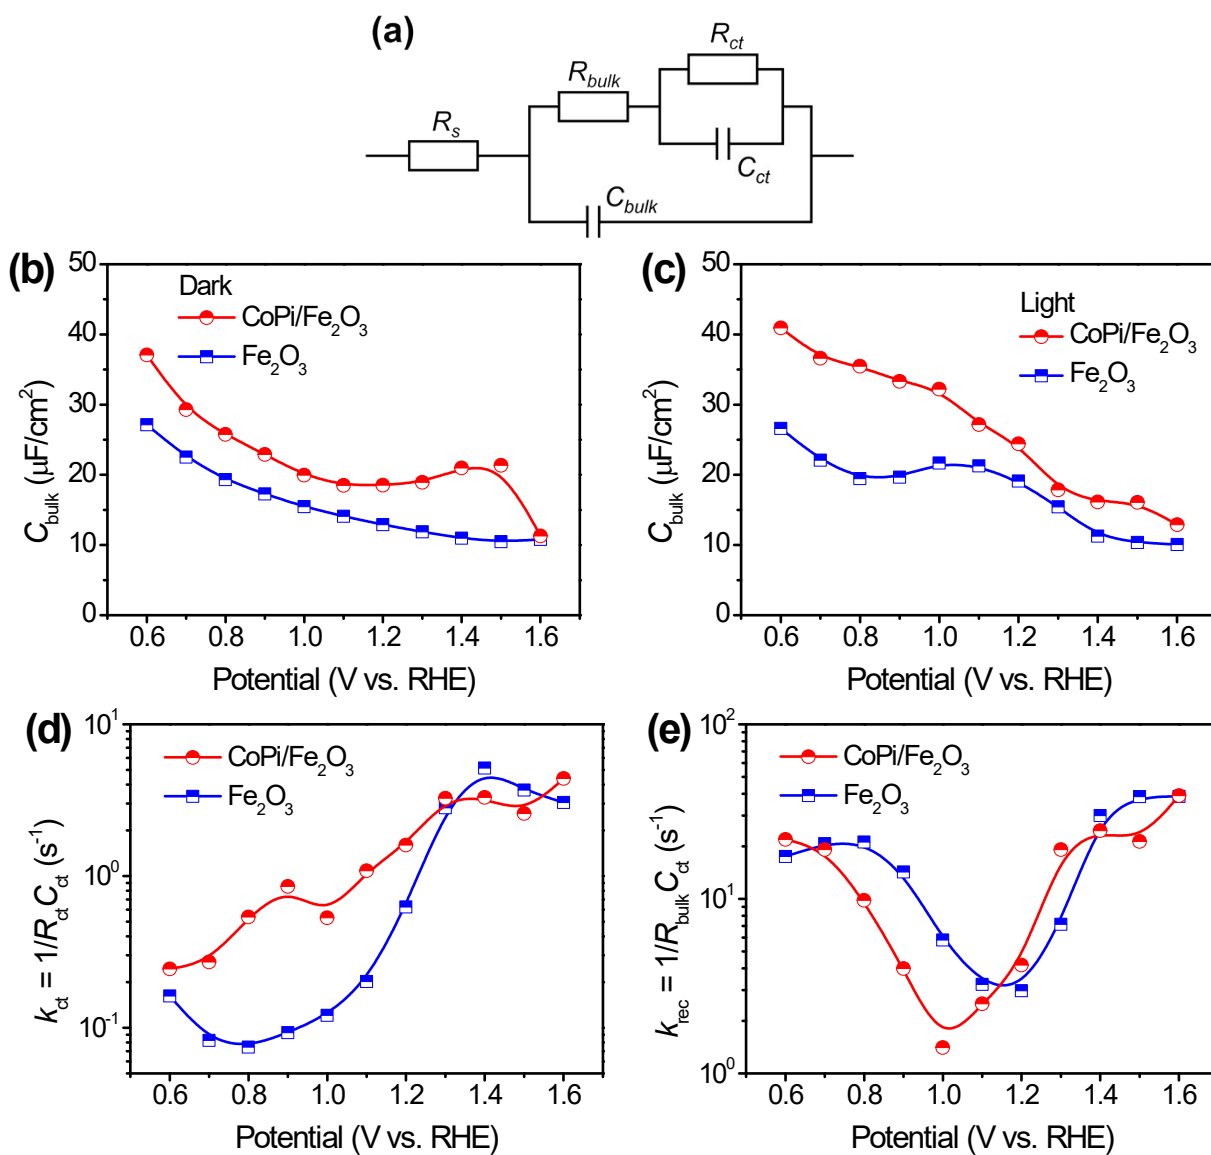 (a)
R_ct
R_bulk
R_s
C_ct
C_bulk
(b)
Dark
CoPi/Fe₂O₃
Fe₂O₃
50
40
30
20
10
0
C_bulk (µF/cm²)
0.6 0.8 1.0 1.2 1.4 1.6
Potential (V vs. RHE)
(c)
Light
CoPi/Fe₂O₃
Fe₂O₃
50
40
30
20
10
0
C_bulk (µF/cm²)
0.6 0.8 1.0 1.2 1.4 1.6
Potential (V vs. RHE)
(d)
CoPi/Fe₂O₃
Fe₂O₃
10¹
10⁰
10⁻¹
k_ct = 1/R_ct C_ct (s⁻¹)
0.6 0.8 1.0 1.2 1.4 1.6
Potential (V vs. RHE)
(e)
CoPi/Fe₂O₃
Fe₂O₃
10²
10¹
10⁰
k_rec = 1/R_bulk C_ct (s⁻¹)
0.6 0.8 1.0 1.2 1.4 1.6
Potential (V vs. RHE)